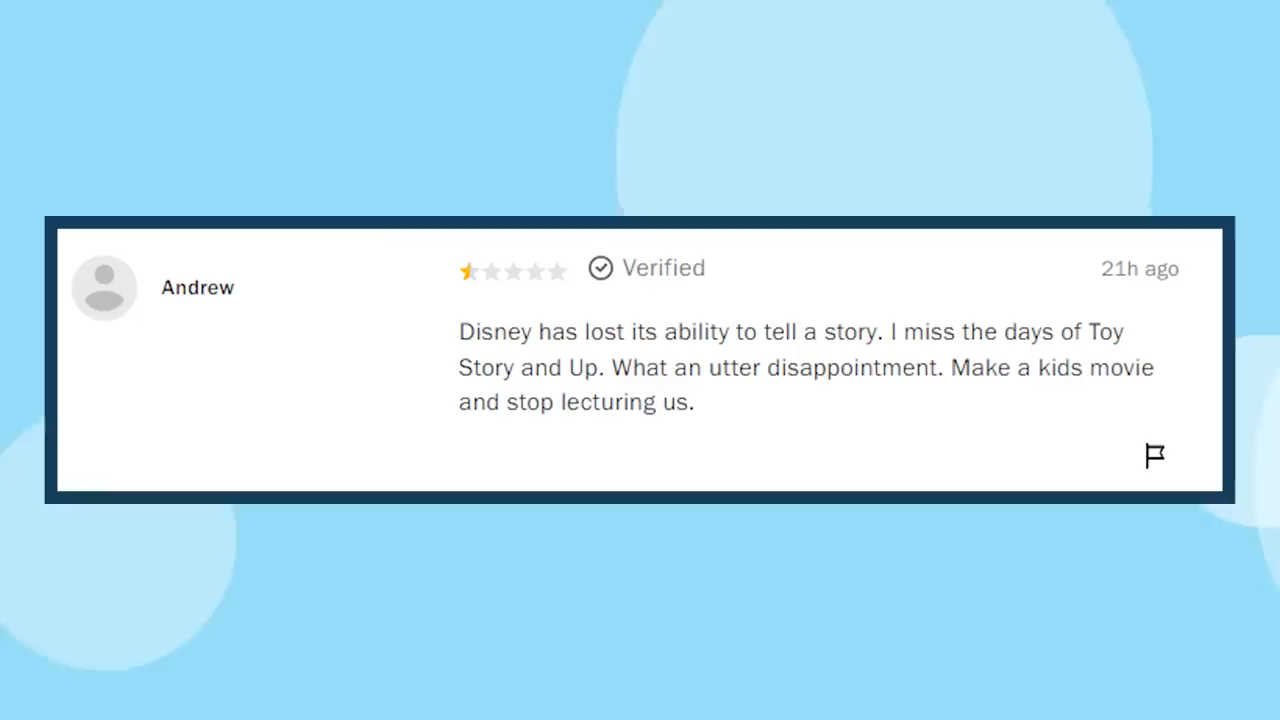 Andrew
Verified
21h ago
Disney has lost its ability to tell a story. I miss the days of Toy
Story and Up. What an utter disappointment. Make a kids movie
and stop lecturing us.